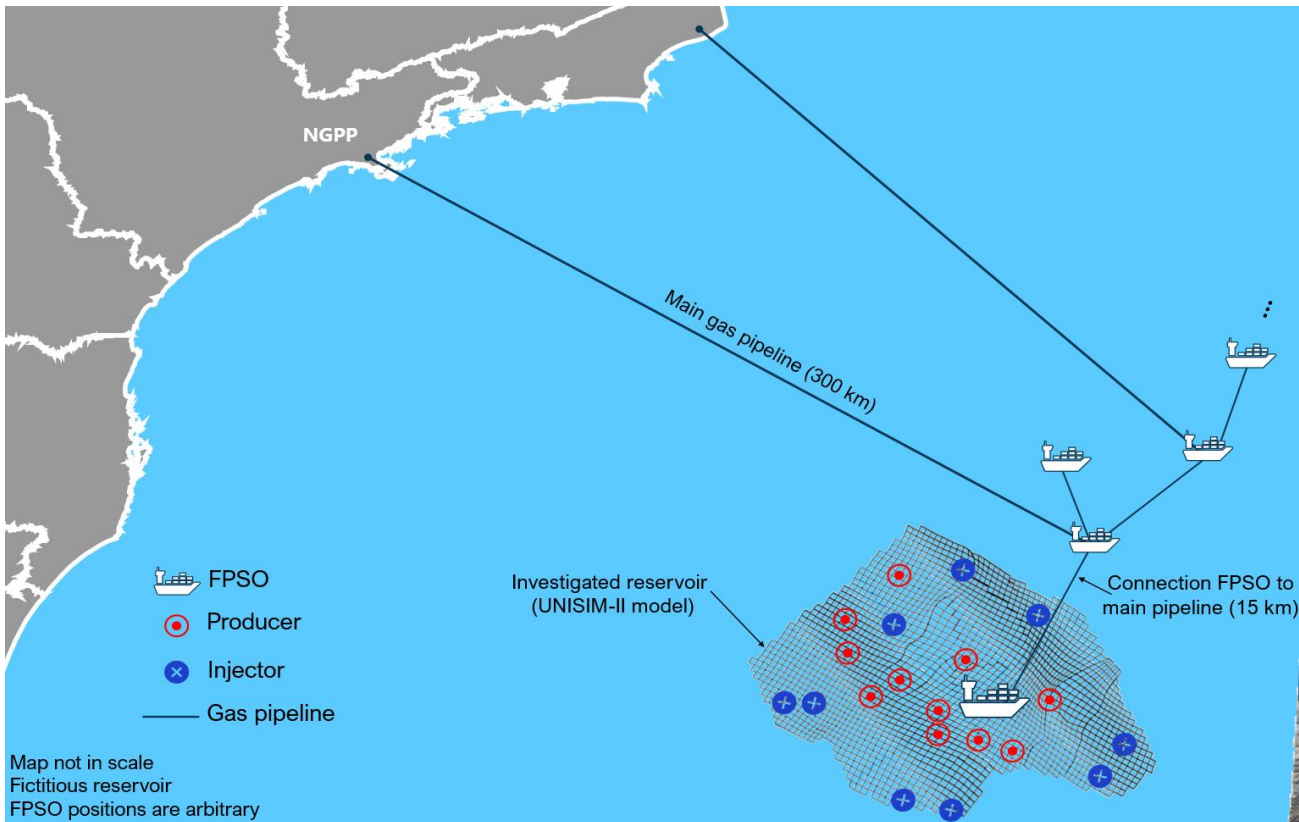 NGPP
Main gas pipeline (300 km)
Investigated reservoir
(UNISIM-II model)
Connection FPSO to
main pipeline (15 km)
FPSO
Producer
Injector
Gas pipeline
Map not in scale
Fictitious reservoir
FPSO positions are arbitrary